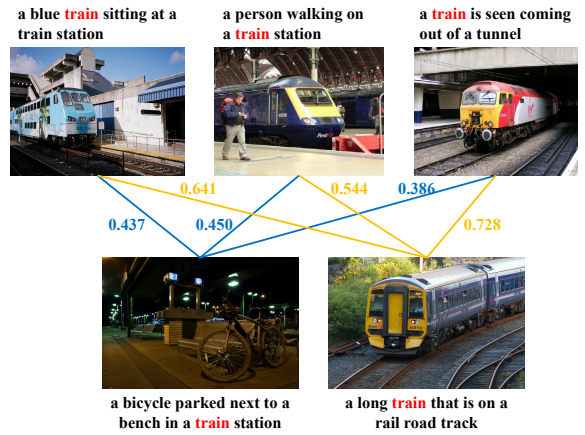 a blue train sitting at a
train station
a person walking on
a train station
a train is seen coming
out of a tunnel
First
0.641
0.544
0.386
0.437
0.450
0.728
a bicycle parked next to a
bench in a train station
a long train that is on a
rail road track